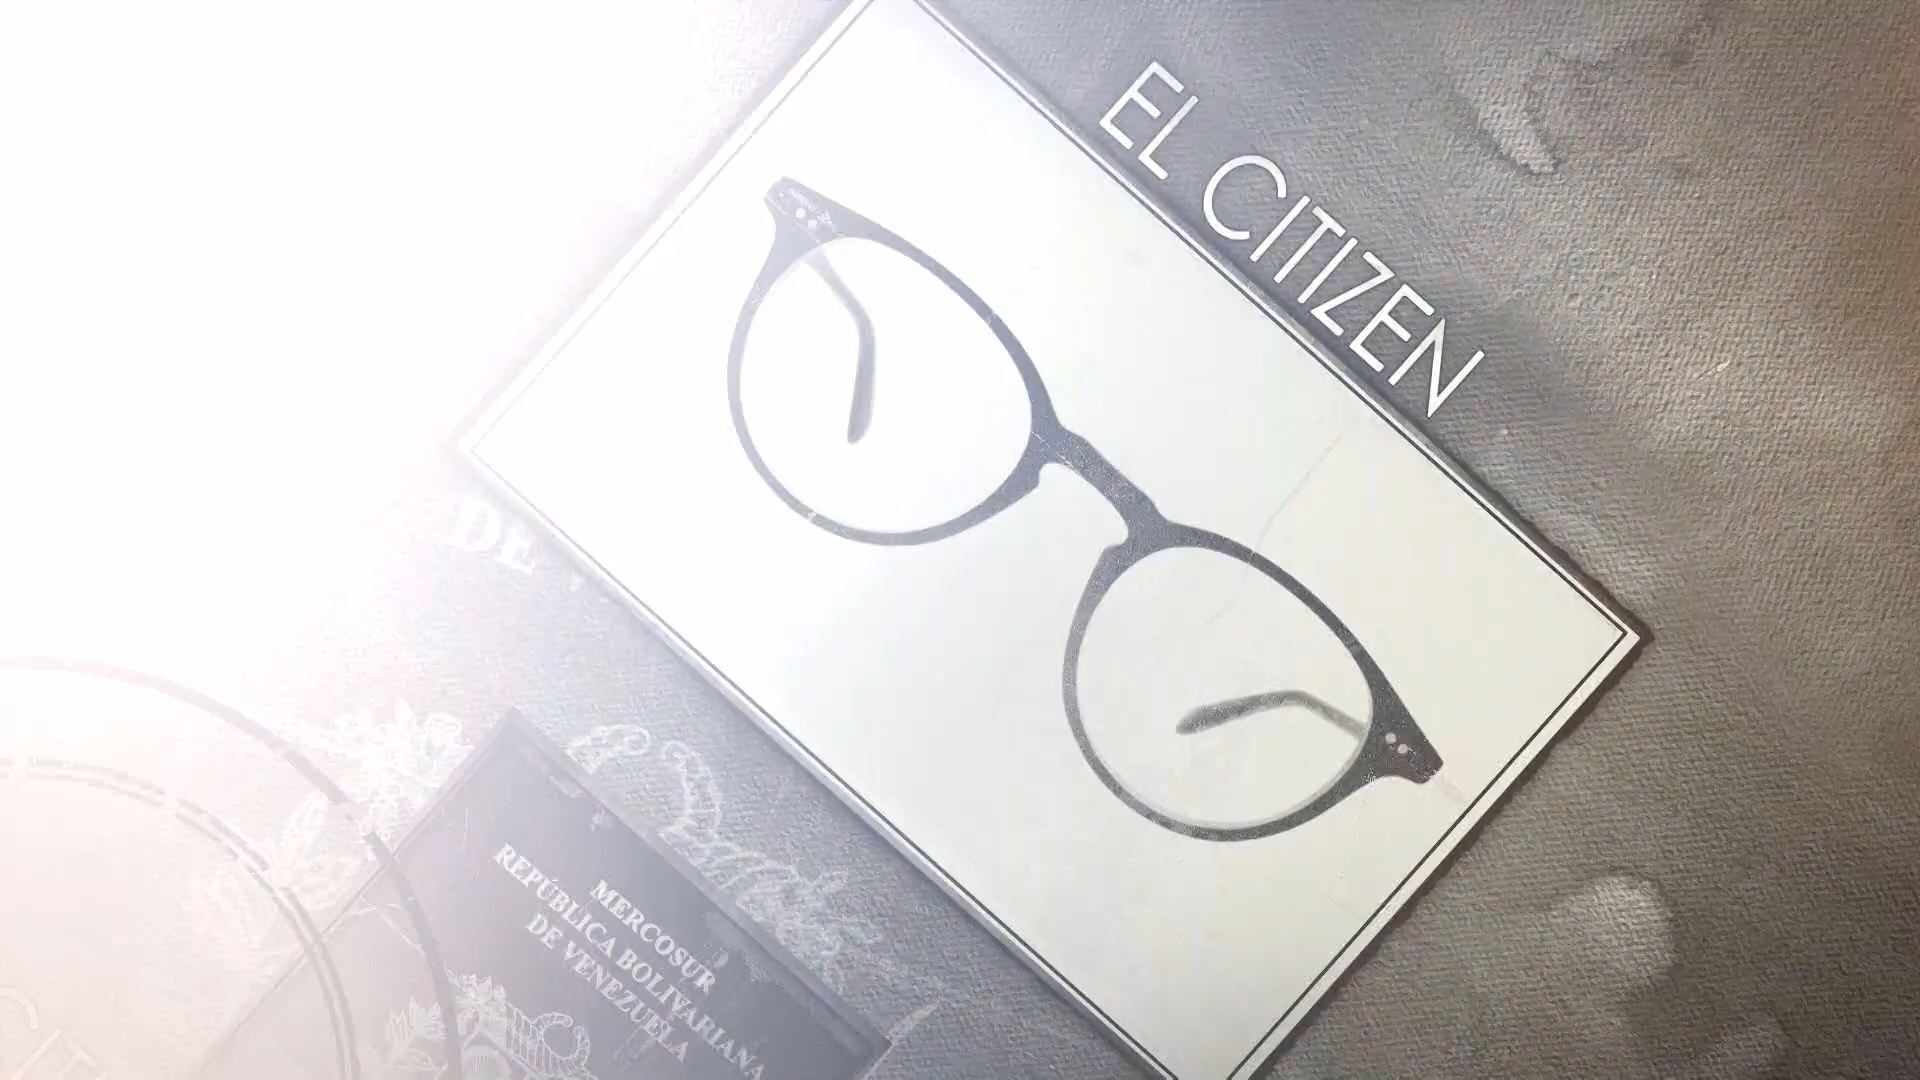 EL CITIZEN
DE
MERCOSUR
REPÚBLICA BOLIVARIANA
DE VENEZUELA